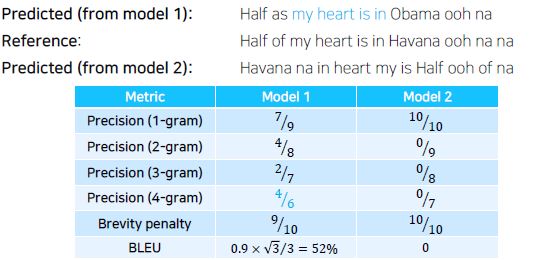 Predicted (from model 1): Half as my heart is in Obama ooh na
Reference: Half of my heart is in Havana ooh na na
Predicted (from model 2): Havana na in heart my is Half ooh of na
Metric Model 1 Model 2
Precision (1-gram) 7/9 10/10
Precision (2-gram) 4/8 0/9
Precision (3-gram) 2/7 0/8
Precision (4-gram) 4/6 0/7
Brevity penalty 9/10 10/10
BLEU 0.9 × √3/3 = 52% 0